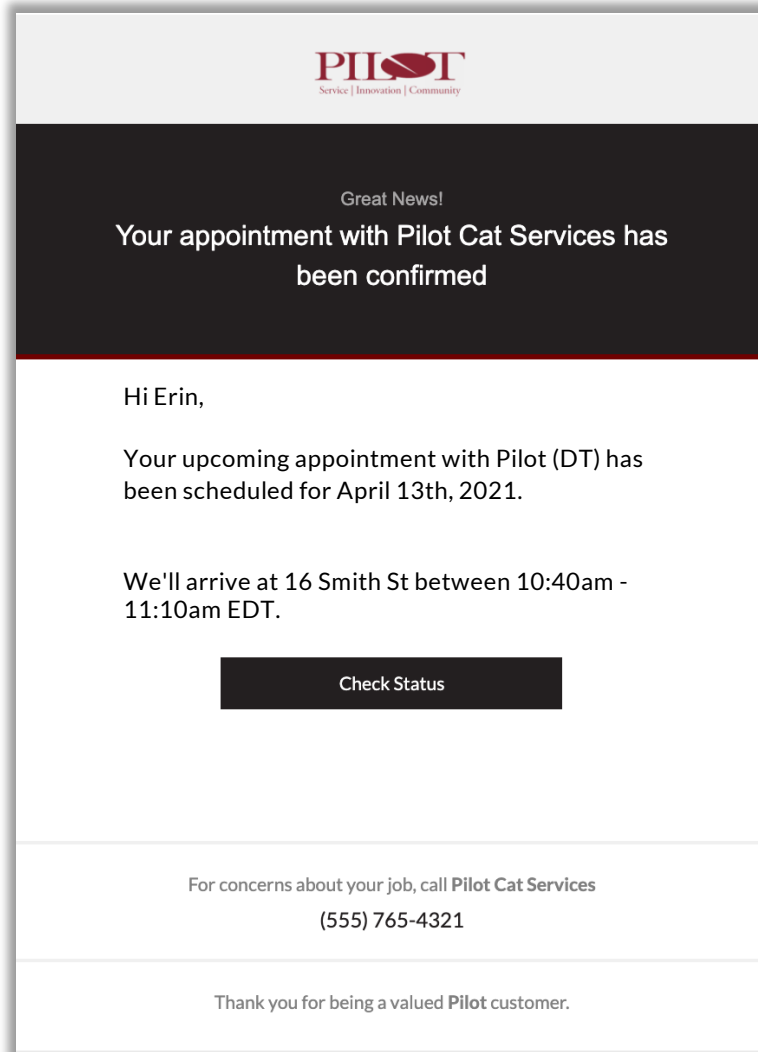 PILOT
Service | Innovation | Community
Great News!
Your appointment with Pilot Cat Services has
been confirmed
Hi Erin,
Your upcoming appointment with Pilot (DT) has
been scheduled for April 13th, 2021.
We'll arrive at 16 Smith St between 10:40am -
11:10am EDT.
Check Status
For concerns about your job, call Pilot Cat Services
(555) 765-4321
Thank you for being a valued Pilot customer.